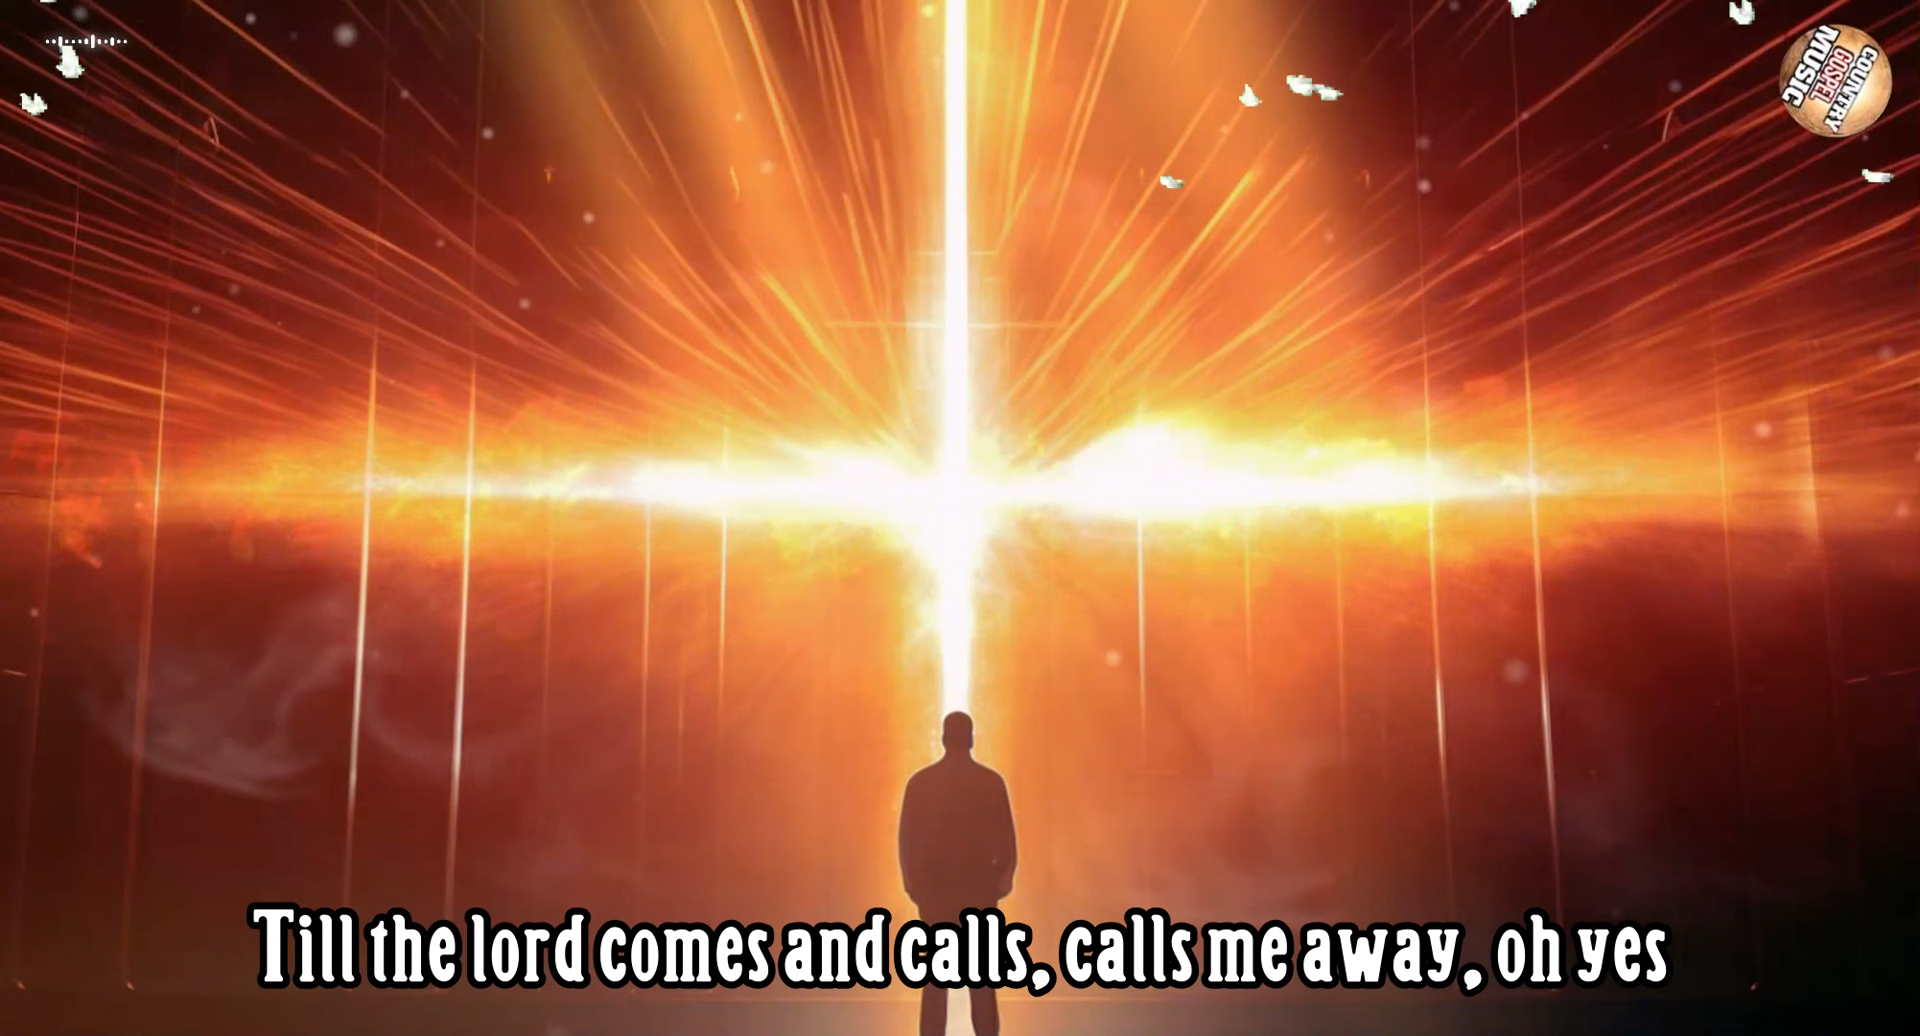 COUNTRY
GOSPEL
MUSIC
Till the lord comes and calls, calls me away, oh yes